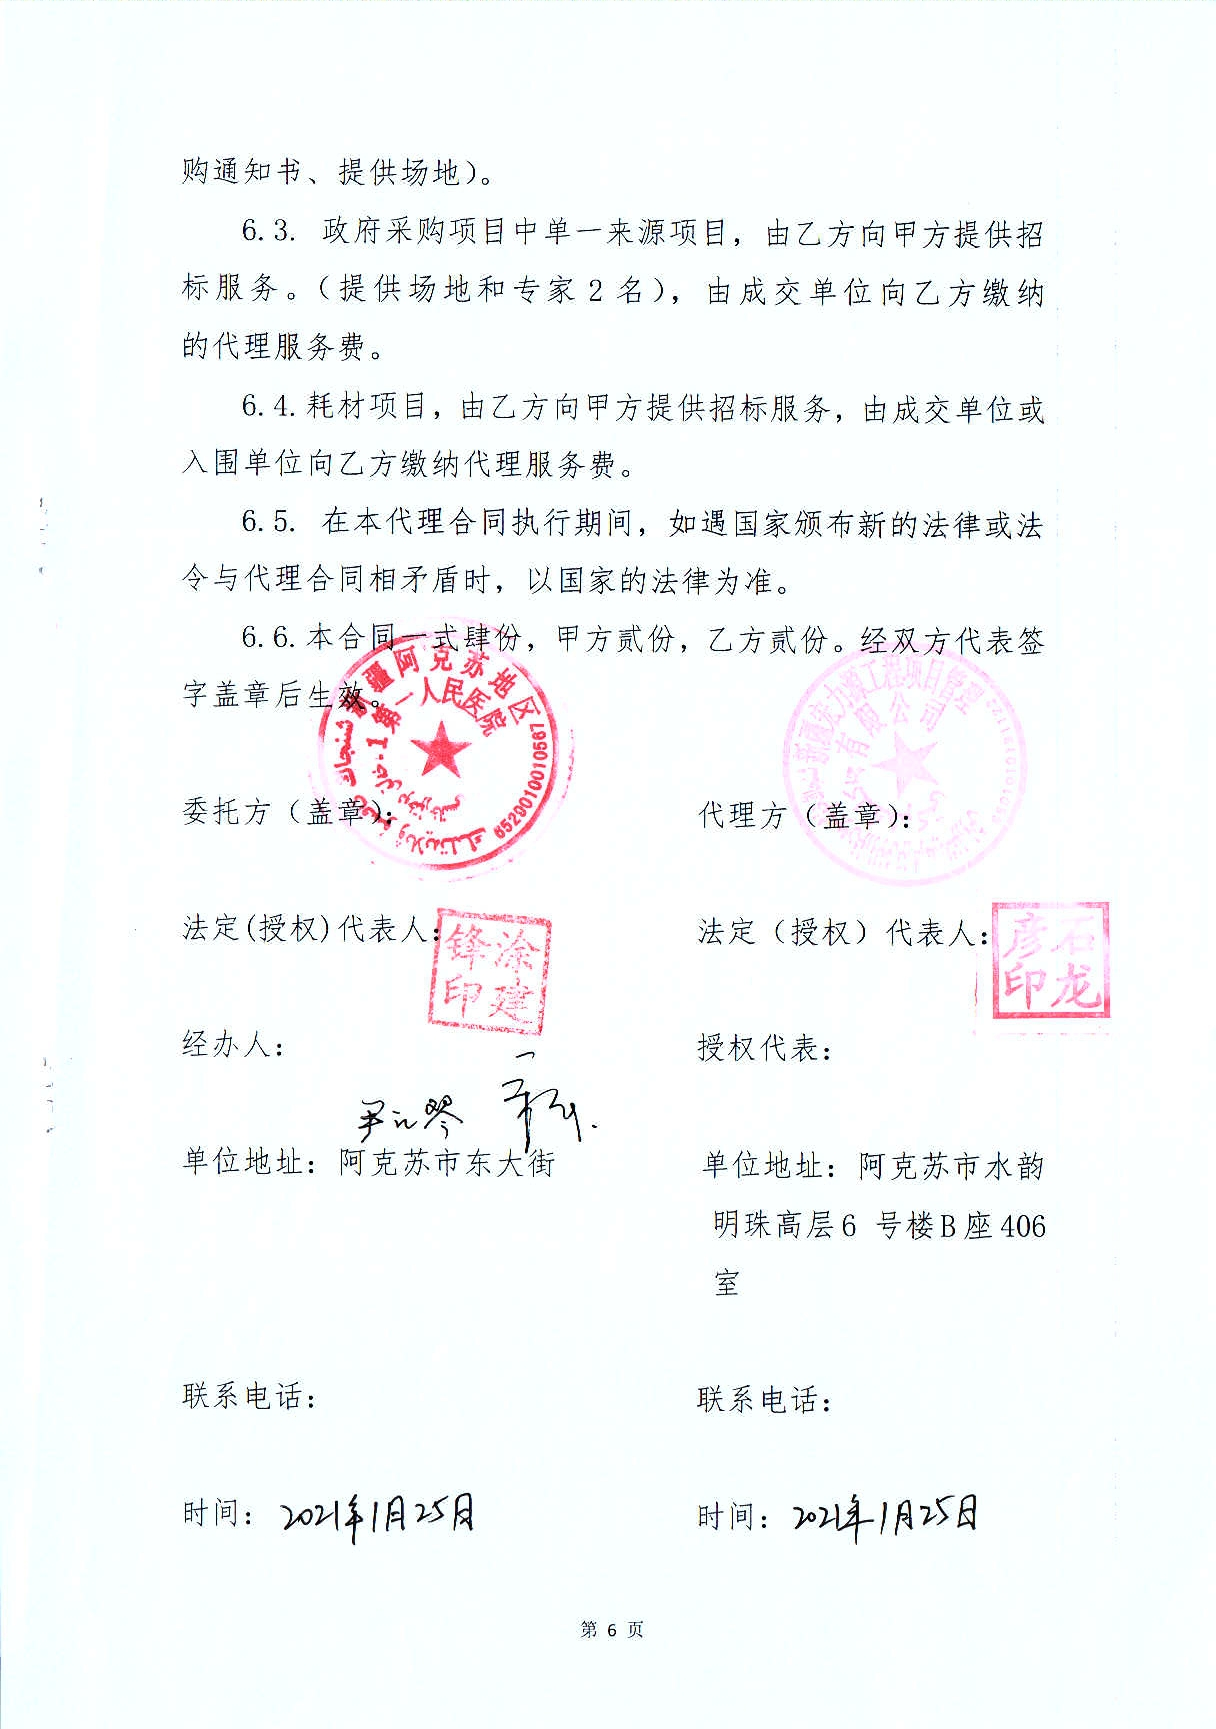 购通知书、提供场地)。
6.3. 政府采购项目中单一来源项目，由乙方向甲方提供招
标服务。（提供场地和专家 2 名），由成交单位向乙方缴纳
的代理服务费。
6.4.耗材项目，由乙方向甲方提供招标服务，由成交单位或
入围单位向乙方缴纳代理服务费。
6.5. 在本代理合同执行期间，如遇国家颁布新的法律或法
令与代理合同相矛盾时，以国家的法律为准。
6.6.本合同一式肆份，甲方贰份，乙方贰份。经双方代表签
字盖章后生效。
新疆阿克苏地区
第一人民医院
6529010010567
工程项目管理
有限公司
委托方（盖章）：
代理方（盖章）：
法定(授权)代表人：
涂建锋印
法定（授权）代表人：
石龙彦印
经办人：
授权代表：
单位地址：阿克苏市东大街
单位地址：阿克苏市水韵
明珠高层6 号楼B座406
室
联系电话：
联系电话：
时间：2021年1月25日
时间：2021年1月25日
第 6 页